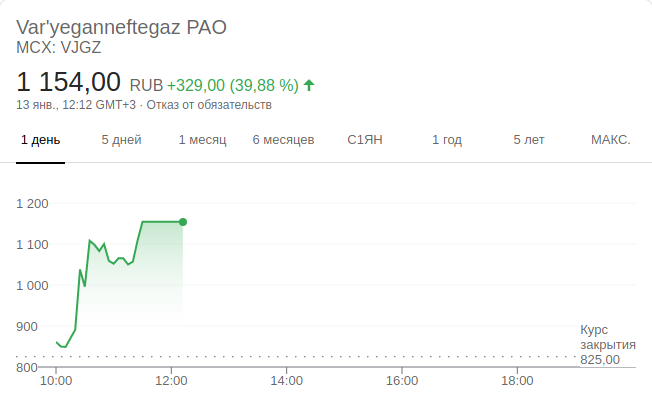 Var'yeganneftegaz PAO
MCX: VJGZ
1 154,00 RUB +329,00 (39,88 %)
13 янв., 12:12 GMT+3 · Отказ от обязательств
1 день 5 дней 1 месяц 6 месяцев С1ЯН 1 год 5 лет МАКС.
1 200
1 100
1 000
900
800
Курс
закрытия
825,00
10:00 12:00 14:00 16:00 18:00